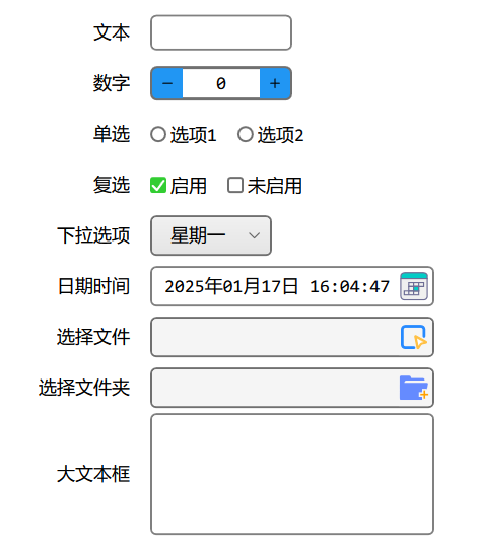 文本
数字 − 0 +
单选 选项1 选项2
复选 启用 未启用
下拉选项 星期一
日期时间 2025年01月17日 16:04:47
选择文件
选择文件夹
大文本框